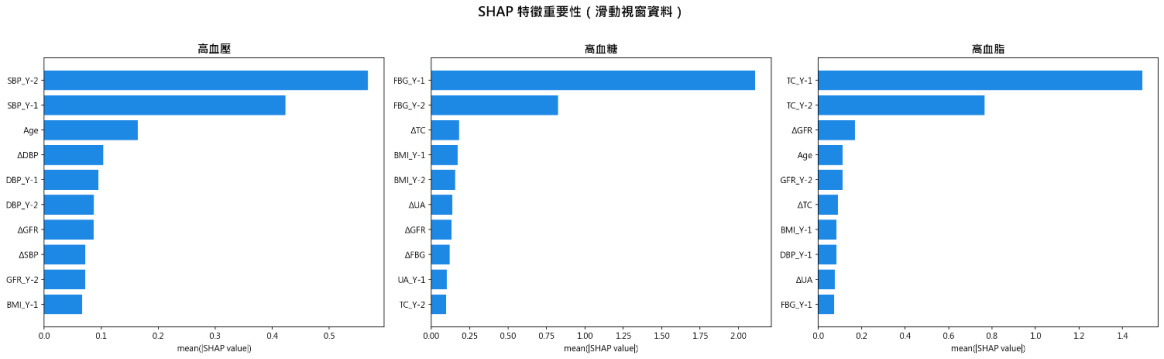 SHAP 特徵重要性（滑動視窗資料）
高血壓
SBP_Y-2
SBP_Y-1
Age
ΔDBP
DBP_Y-1
DBP_Y-2
ΔGFR
ΔSBP
GFR_Y-2
BMI_Y-1
0.0 0.1 0.2 0.3 0.4 0.5
mean(|SHAP value|)
高血糖
FBG_Y-1
FBG_Y-2
ΔTC
BMI_Y-1
BMI_Y-2
ΔUA
ΔGFR
ΔFBG
UA_Y-1
TC_Y-2
0.00 0.25 0.50 0.75 1.00 1.25 1.50 1.75 2.00
mean(|SHAP value|)
高血脂
TC_Y-1
TC_Y-2
ΔGFR
Age
GFR_Y-2
ΔTC
BMI_Y-1
DBP_Y-1
ΔUA
FBG_Y-1
0.0 0.2 0.4 0.6 0.8 1.0 1.2 1.4
mean(|SHAP value|)